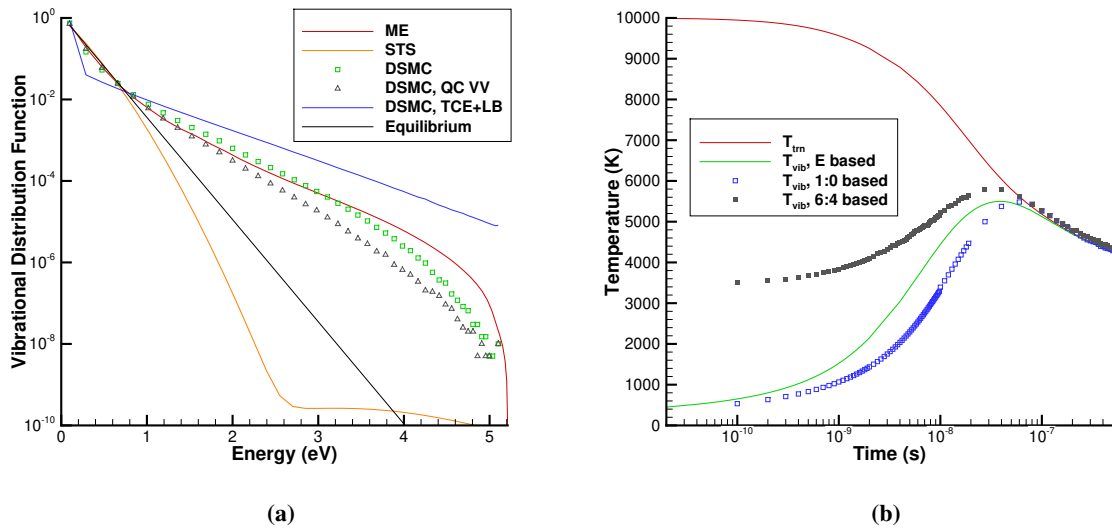 Vibrational Distribution Function
10^0
10^-2
10^-4
10^-6
10^-8
10^-10
0
1
2
3
4
5
Energy (eV)
ME
STS
DSMC
DSMC, QC VV
DSMC, TCE+LB
Equilibrium
(a)
Temperature (K)
10000
9000
8000
7000
6000
5000
4000
3000
2000
1000
0
10^-10
10^-9
10^-8
10^-7
Time (s)
T_trn
T_vib, E based
T_vib, 1:0 based
T_vib, 6:4 based
(b)